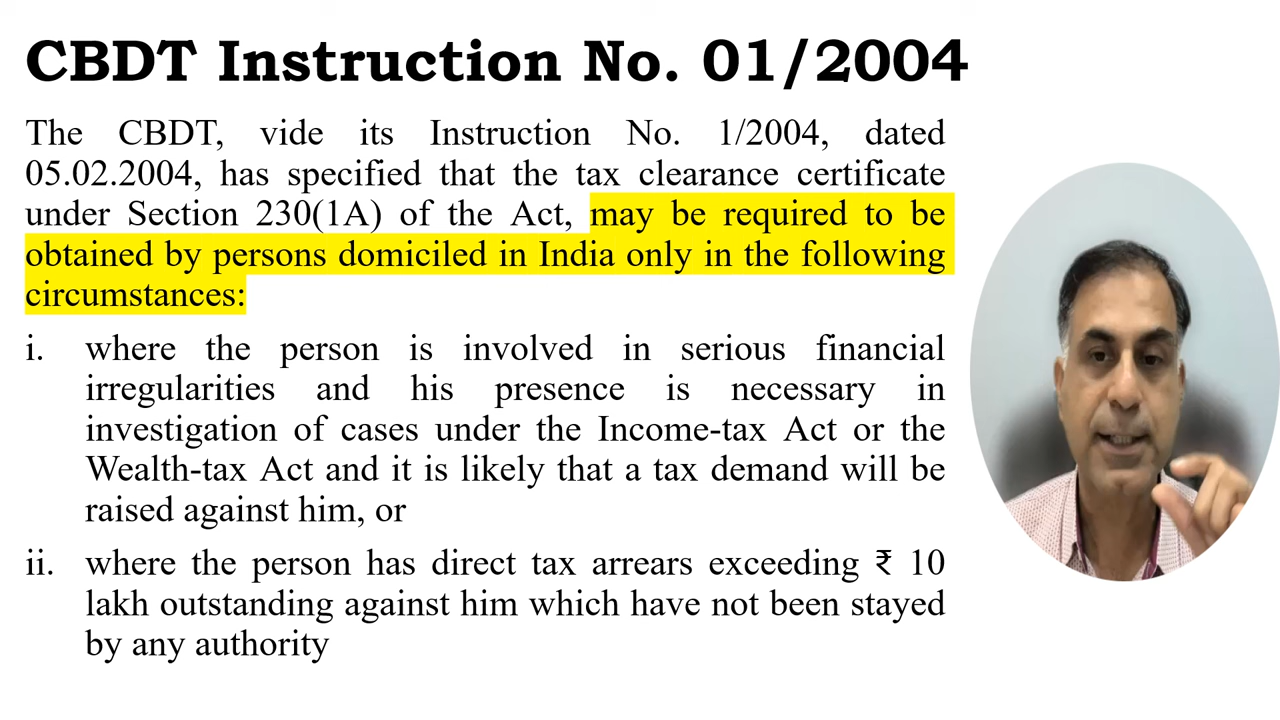 CBDT Instruction No. 01/2004
The CBDT, vide its Instruction No. 1/2004, dated
05.02.2004, has specified that the tax clearance certificate
under Section 230(1A) of the Act, may be required to be
obtained by persons domiciled in India only in the following
circumstances:
i. where the person is involved in serious financial
irregularities and his presence is necessary in
investigation of cases under the Income-tax Act or the
Wealth-tax Act and it is likely that a tax demand will be
raised against him, or
ii. where the person has direct tax arrears exceeding ₹ 10
lakh outstanding against him which have not been stayed
by any authority